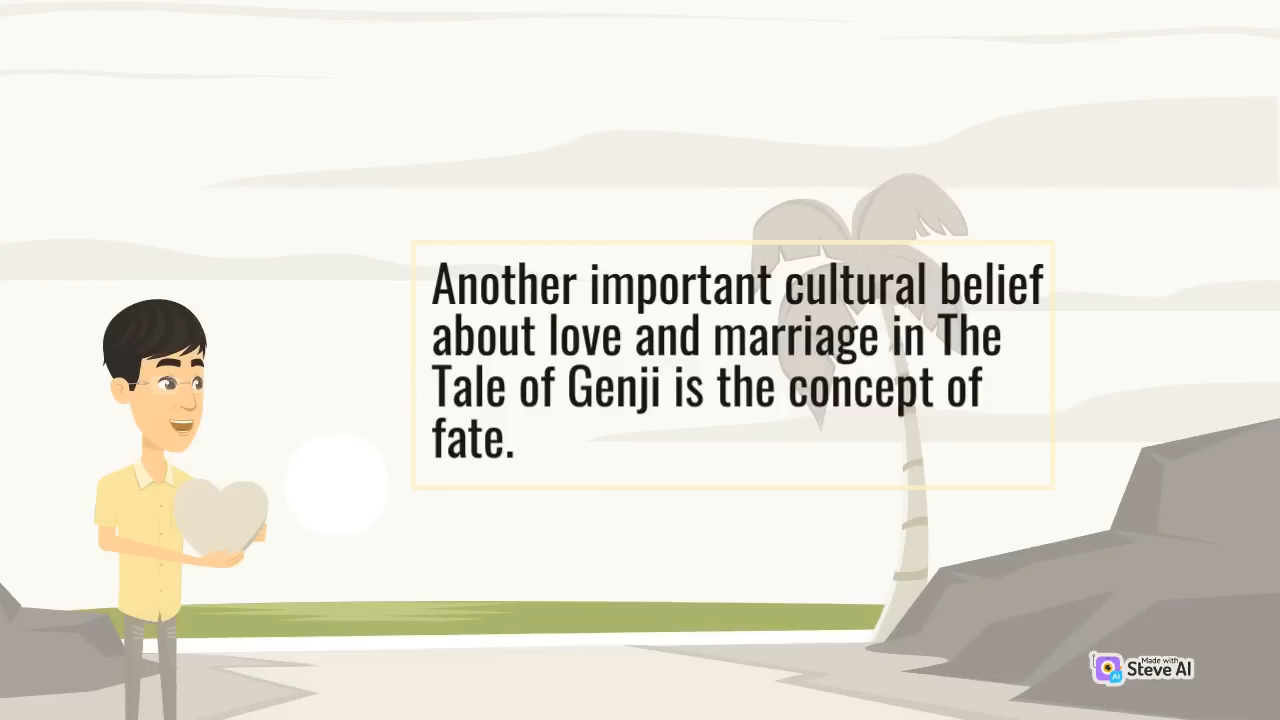 Another important cultural belief
about love and marriage in The
Tale of Genji is the concept of
fate.
Made with
Steve AI
AI